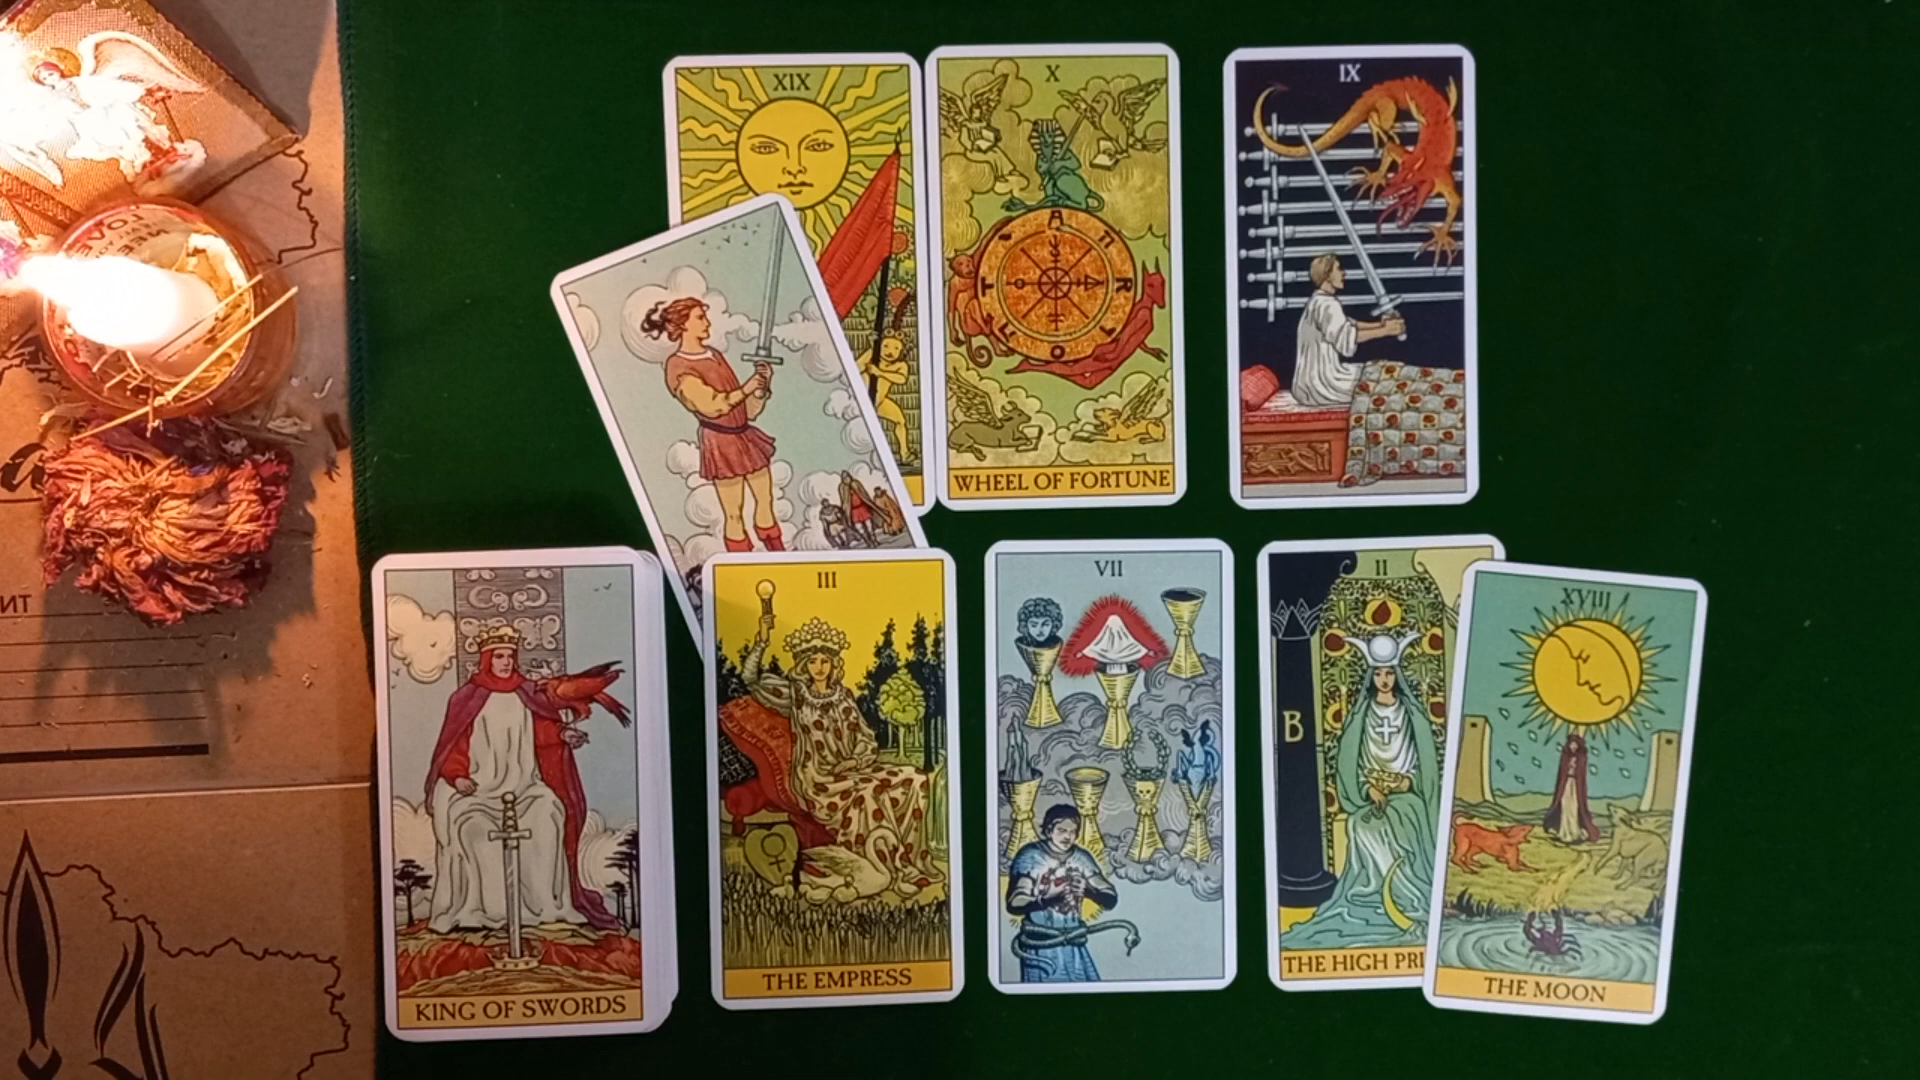 XIX
X
WHEEL OF FORTUNE
IX
KING OF SWORDS
III
THE EMPRESS
VII
II
B
THE HIGH PRI
XVIII
THE MOON
LOVE
ИТ